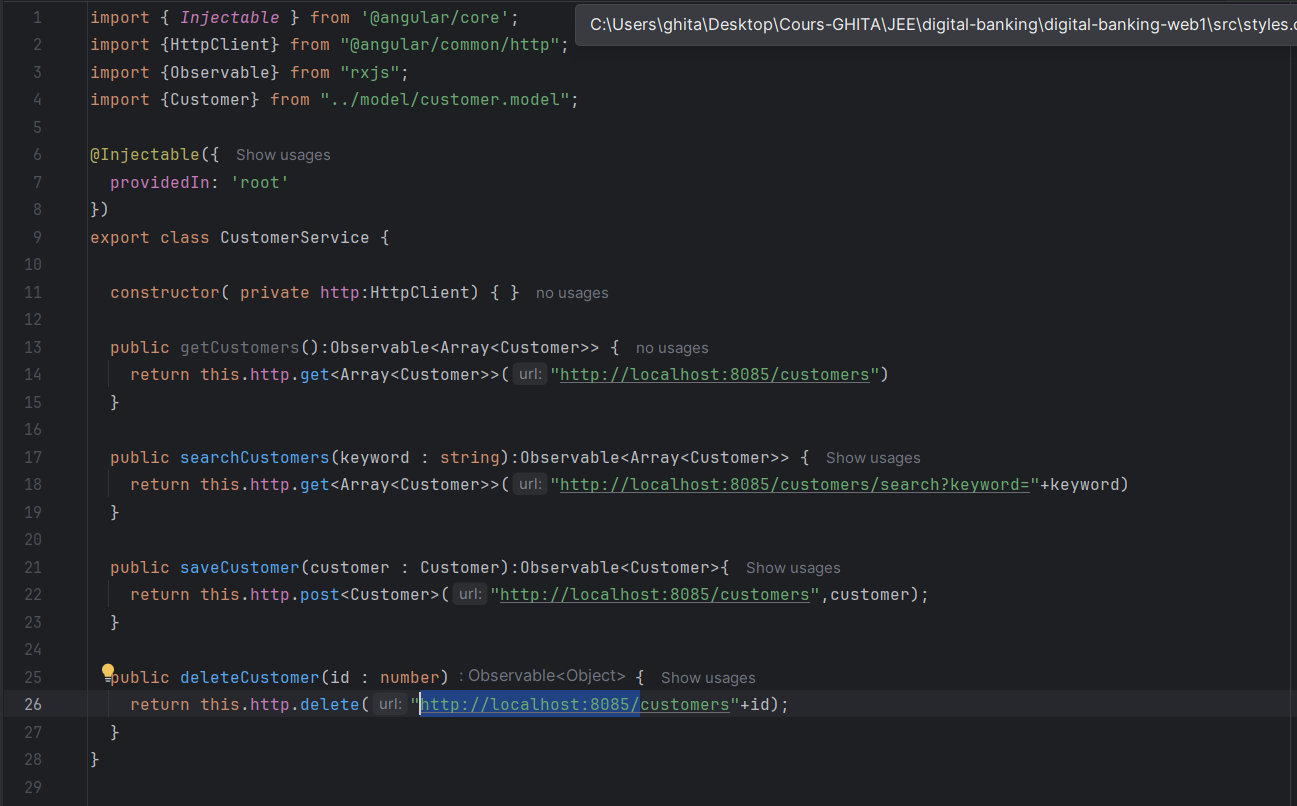 1 import { Injectable } from '@angular/core';
C:\Users\ghita\Desktop\Cours-GHITA\JEE\digital-banking\digital-banking-web1\src\styles.
2 import {HttpClient} from "@angular/common/http";
3 import {Observable} from "rxjs";
4 import {Customer} from "../model/customer.model";
5
6 @Injectable({ Show usages
7 providedIn: 'root'
8 })
9 export class CustomerService {
10
11 constructor( private http:HttpClient) { } no usages
12
13 public getCustomers():Observable<Array<Customer>> { no usages
14 return this.http.get<Array<Customer>>( url: "http://localhost:8085/customers")
15 }
16
17 public searchCustomers(keyword : string):Observable<Array<Customer>> { Show usages
18 return this.http.get<Array<Customer>>( url: "http://localhost:8085/customers/search?keyword="+keyword)
19 }
20
21 public saveCustomer(customer : Customer):Observable<Customer>{ Show usages
22 return this.http.post<Customer>( url: "http://localhost:8085/customers",customer);
23 }
24
25 public deleteCustomer(id : number) : Observable<Object> { Show usages
26 return this.http.delete( url: "http://localhost:8085/customers"+id);
27 }
28 }
29